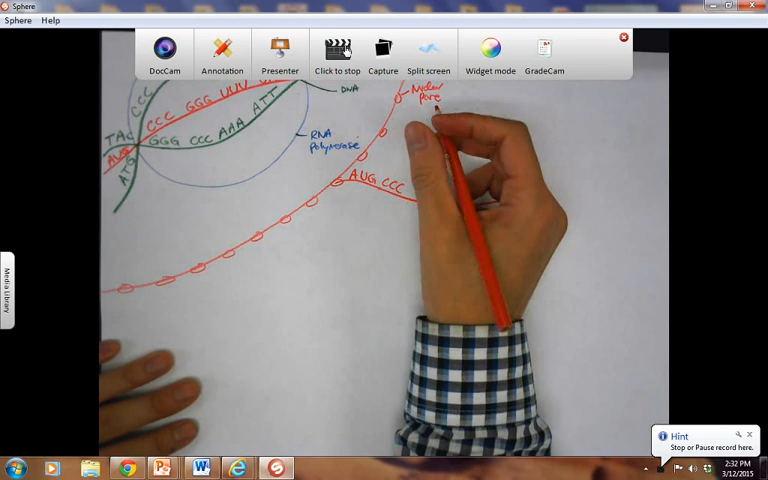 Sphere
Sphere Help
DocCam
Annotation
Presenter
Click to stop
Capture
Split screen
Widget mode
GradeCam
CCC
CCC GGG UUU
DNA
Nuclear
Pore
TAC
GGG CCC AAA ATT
RNA
Polymerase
AUG
ATG
AUG CCC
Media Library
Hint
Stop or Pause record here.
2:32 PM
3/12/2015